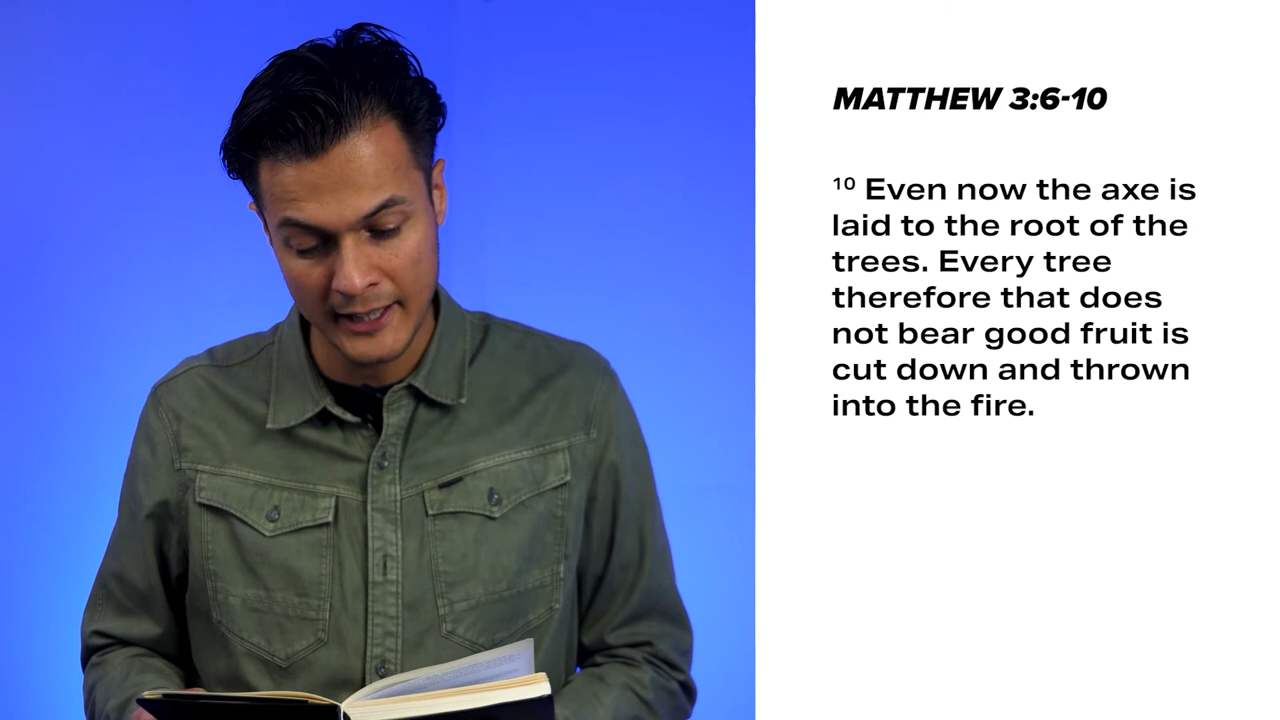 MATTHEW 3:6-10
¹⁰ Even now the axe is
laid to the root of the
trees. Every tree
therefore that does
not bear good fruit is
cut down and thrown
into the fire.